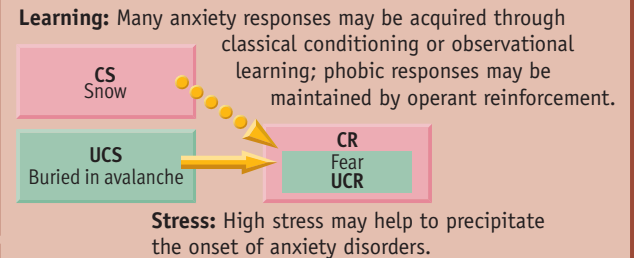 Learning: Many anxiety responses may be acquired through
classical conditioning or observational
learning; phobic responses may be
maintained by operant reinforcement.
CS
Snow
UCS
Buried in avalanche
CR
Fear
UCR
Stress: High stress may help to precipitate
the onset of anxiety disorders.